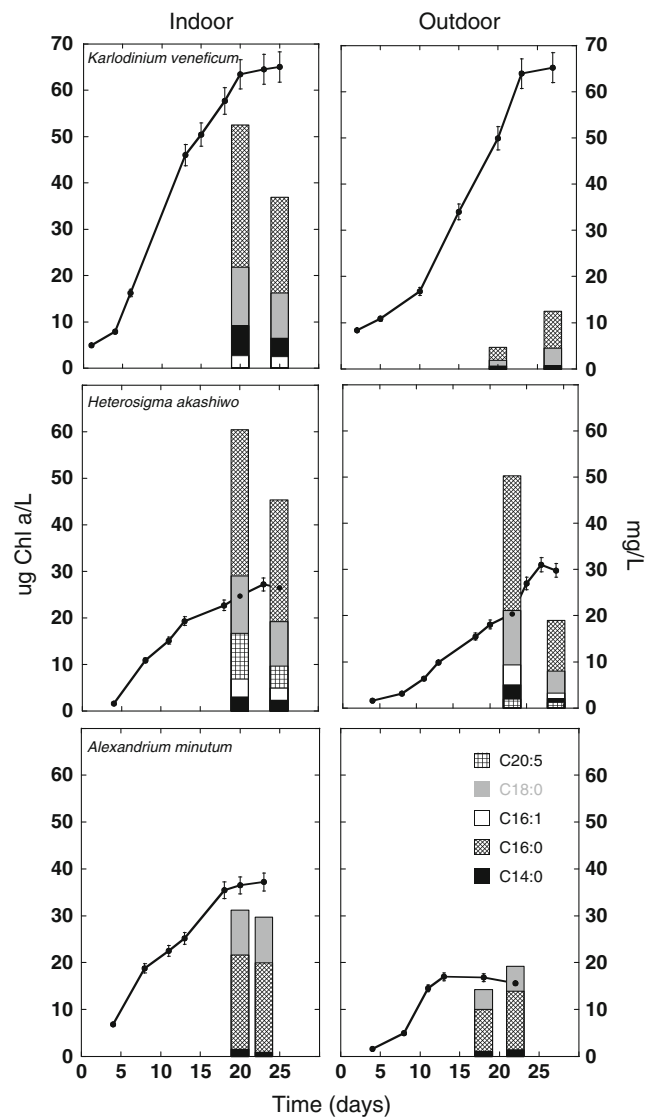 Indoor Outdoor
70 Karlodinium veneficum 70
60 60
50 50
40 40
30 30
20 20
10 10
0 0
Heterosigma akashiwo
60 60
50 50
40 40
30 30
20 20
10 10
0 0
ug Chl a/L
mg/L
Alexandrium minutum
60 60
50 50
40 40
30 30
20 20
10 10
0 0
C20:5
C18:0
C16:1
C16:0
C14:0
0 5 10 15 20 25 0 5 10 15 20 25
Time (days)